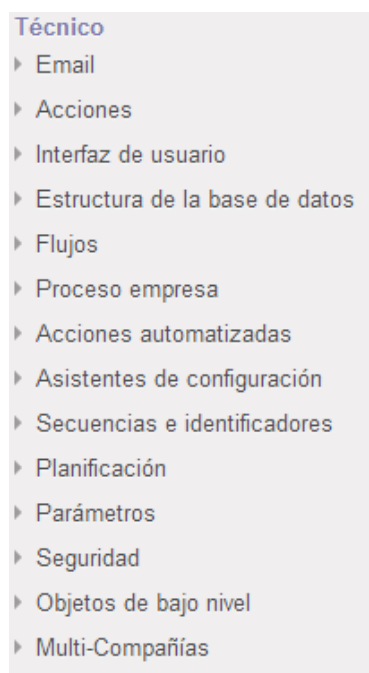 Técnico
Email
Acciones
Interfaz de usuario
Estructura de la base de datos
Flujos
Proceso empresa
Acciones automatizadas
Asistentes de configuración
Secuencias e identificadores
Planificación
Parámetros
Seguridad
Objetos de bajo nivel
Multi-Compañías